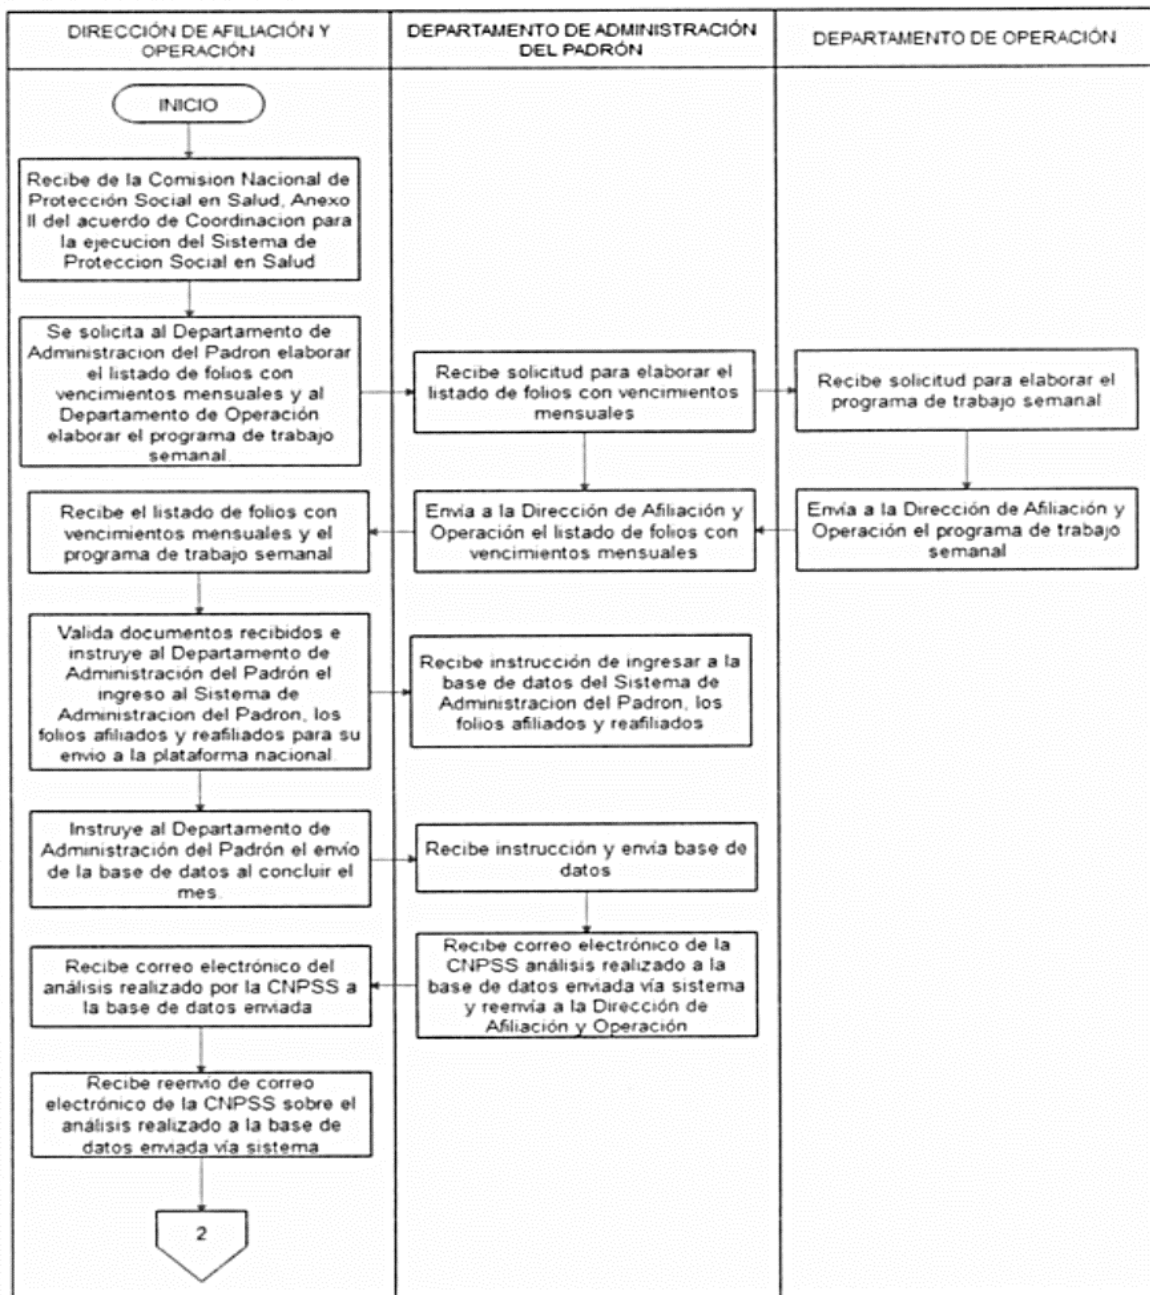 DIRECCIÓN DE AFILIACIÓN Y
OPERACIÓN
DEPARTAMENTO DE ADMINISTRACIÓN
DEL PADRÓN
DEPARTAMENTO DE OPERACIÓN
INICIO
Recibe de la Comision Nacional de
Protección Social en Salud, Anexo
II del acuerdo de Coordinacion para
la ejecucion del Sistema de
Proteccion Social en Salud
Se solicita al Departamento de
Administracion del Padron elaborar
el listado de folios con
vencimientos mensuales y al
Departamento de Operación
elaborar el programa de trabajo
semanal.
Recibe solicitud para elaborar el
listado de folios con vencimientos
mensuales
Recibe solicitud para elaborar el
programa de trabajo semanal
Recibe el listado de folios con
vencimientos mensuales y el
programa de trabajo semanal
Envía a la Dirección de Afiliación y
Operación el listado de folios con
vencimientos mensuales
Envía a la Dirección de Afiliación y
Operación el programa de trabajo
semanal
Valida documentos recibidos e
instruye al Departamento de
Administración del Padrón el
ingreso al Sistema de
Administracion del Padron, los
folios afiliados y reafiliados para su
envio a la plataforma nacional.
Recibe instrucción de ingresar a la
base de datos del Sistema de
Administracion del Padron, los
folios afiliados y reafiliados
Instruye al Departamento de
Administración del Padrón el envío
de la base de datos al concluir el
mes.
Recibe instrucción y envía base de
datos
Recibe correo electrónico del
análisis realizado por la CNPSS a
la base de datos enviada
Recibe correo electrónico de la
CNPSS análisis realizado a la
base de datos enviada vía sistema
y reenvía a la Dirección de
Afiliación y Operación
Recibe reenvío de correo
electrónico de la CNPSS sobre el
análisis realizado a la base de
datos enviada vía sistema
2